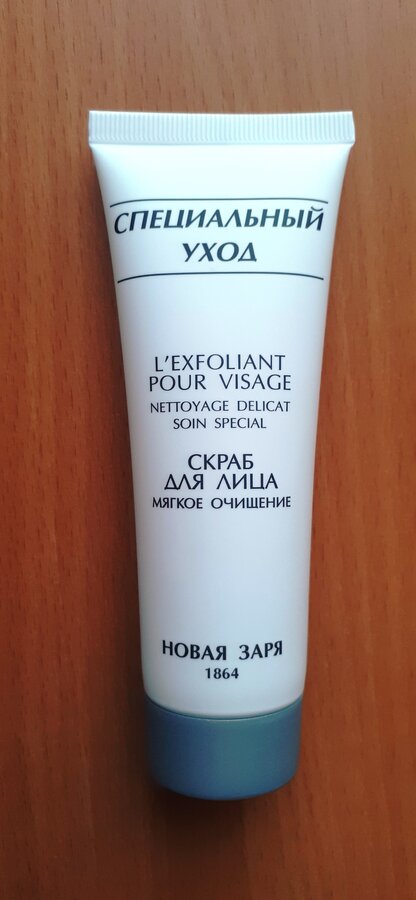 СПЕЦИАЛЬНЫЙ
УХОД
L'EXFOLIANT
POUR VISAGE
NETTOYAGE DELICAT
SOIN SPECIAL
СКРАБ
ДЛЯ ЛИЦА
МЯГКОЕ ОЧИЩЕНИЕ
НОВАЯ ЗАРЯ
1864